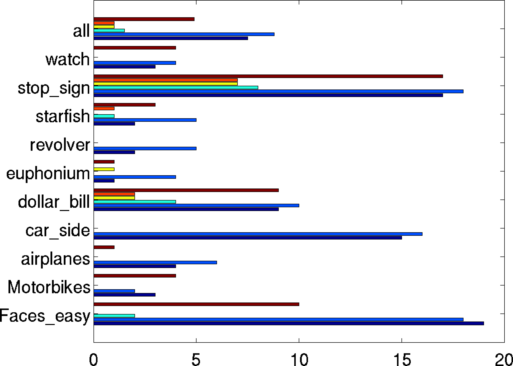 all
watch
stop_sign
starfish
revolver
euphonium
dollar_bill
car_side
airplanes
Motorbikes
Faces_easy
0 5 10 15 20